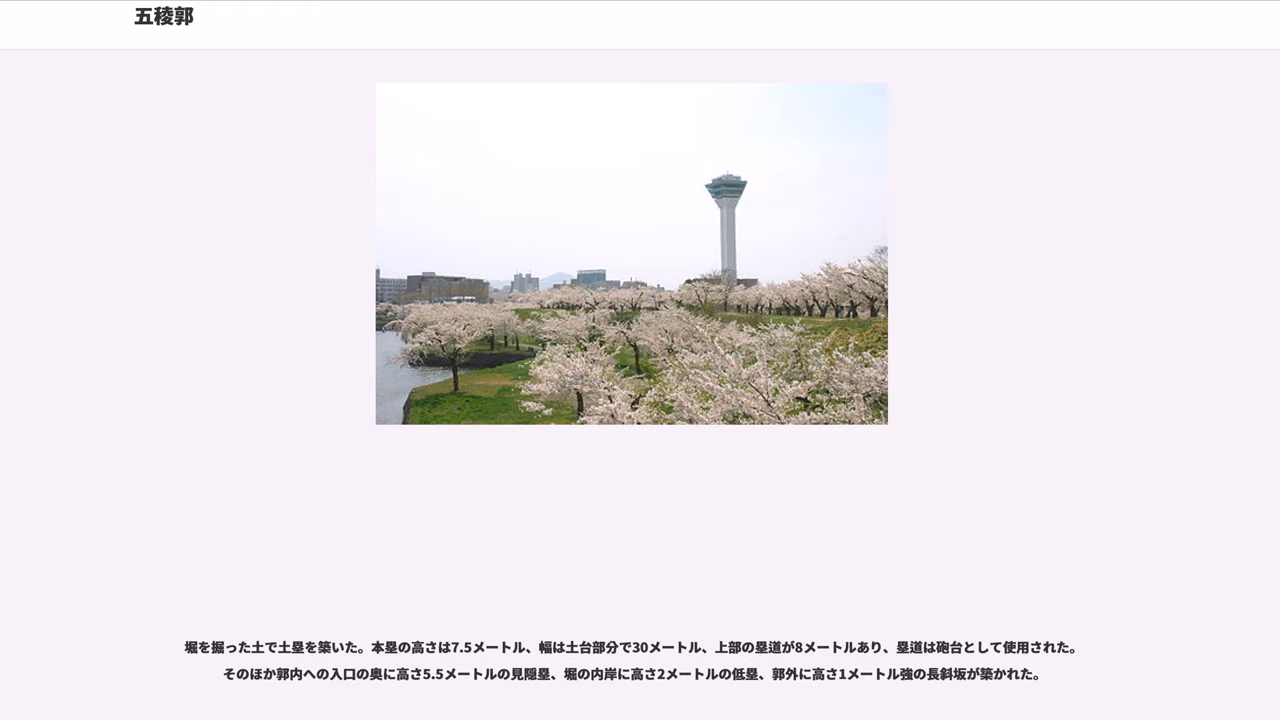 五稜郭
堀を掘った土で土塁を築いた。本塁の高さは7.5メートル、幅は土台部分で30メートル、上部の塁道が8メートルあり、塁道は砲台として使用された。
そのほか郭内への入口の奥に高さ5.5メートルの見隠塁、堀の内岸に高さ2メートルの低塁、郭外に高さ1メートル強の長斜坂が築かれた。